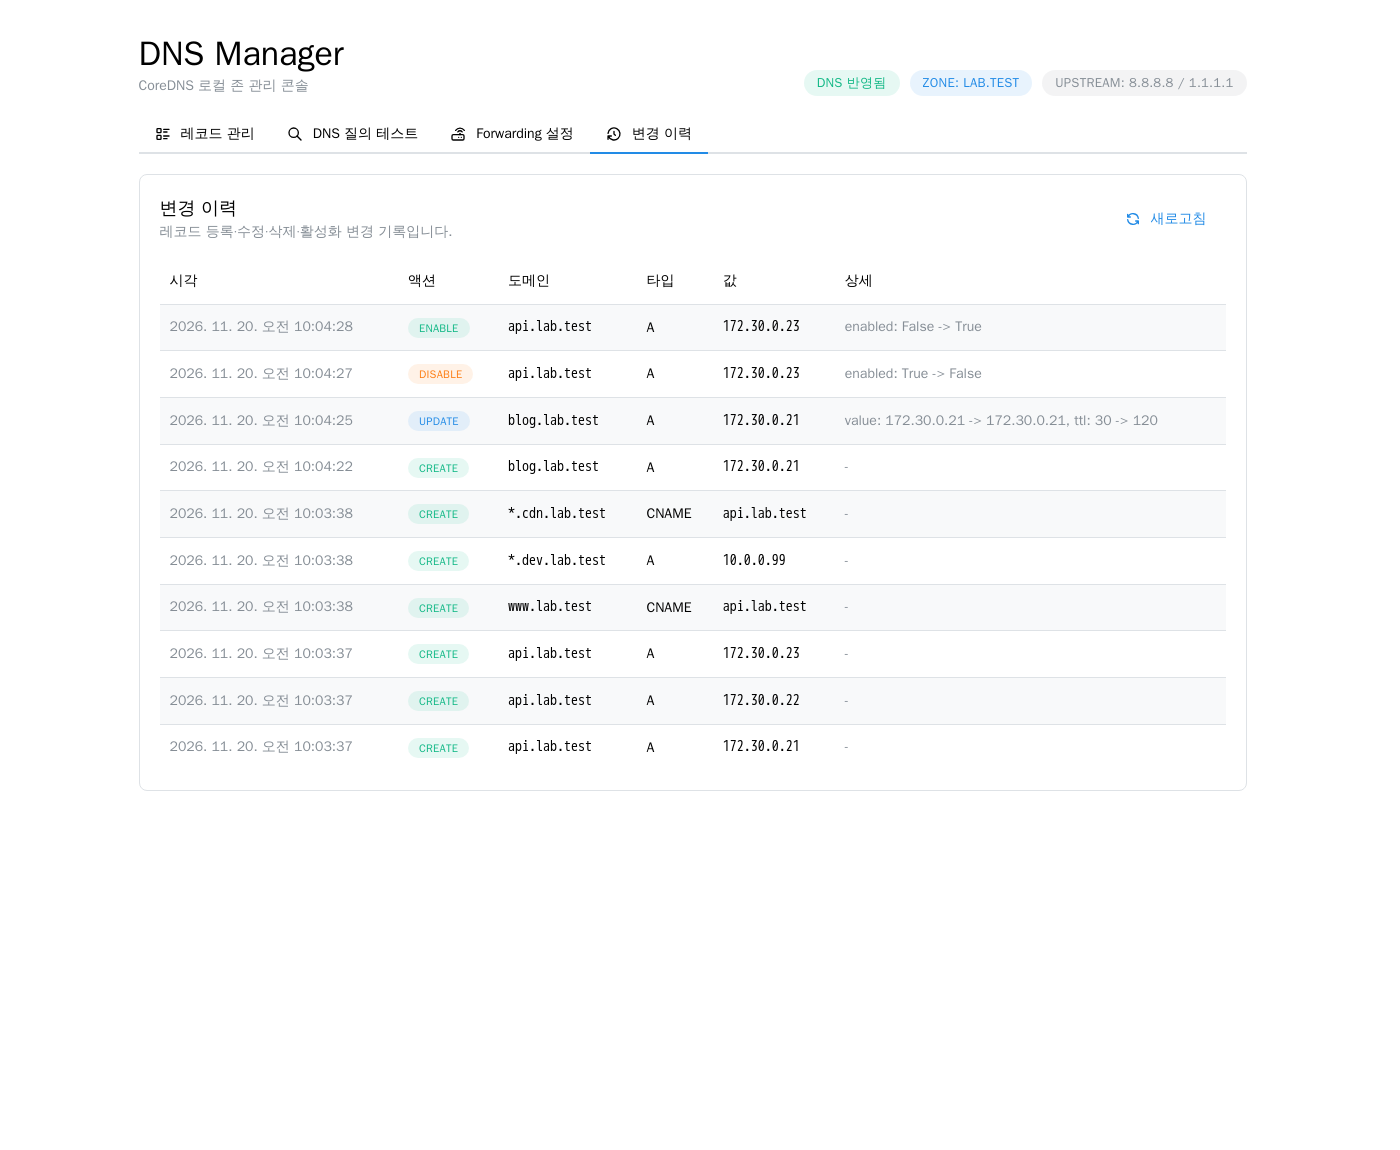 DNS Manager
CoreDNS 로컬 존 관리 콘솔
DNS 반영됨 ZONE: LAB.TEST UPSTREAM: 8.8.8.8 / 1.1.1.1
레코드 관리 DNS 질의 테스트 Forwarding 설정 변경 이력
변경 이력
레코드 등록·수정·삭제·활성화 변경 기록입니다.
새로고침
시각 액션 도메인 타입 값 상세
2026. 11. 20. 오전 10:04:28 ENABLE api.lab.test A 172.30.0.23 enabled: False -> True
2026. 11. 20. 오전 10:04:27 DISABLE api.lab.test A 172.30.0.23 enabled: True -> False
2026. 11. 20. 오전 10:04:25 UPDATE blog.lab.test A 172.30.0.21 value: 172.30.0.21 -> 172.30.0.21, ttl: 30 -> 120
2026. 11. 20. 오전 10:04:22 CREATE blog.lab.test A 172.30.0.21 -
2026. 11. 20. 오전 10:03:38 CREATE *.cdn.lab.test CNAME api.lab.test -
2026. 11. 20. 오전 10:03:38 CREATE *.dev.lab.test A 10.0.0.99 -
2026. 11. 20. 오전 10:03:38 CREATE www.lab.test CNAME api.lab.test -
2026. 11. 20. 오전 10:03:37 CREATE api.lab.test A 172.30.0.23 -
2026. 11. 20. 오전 10:03:37 CREATE api.lab.test A 172.30.0.22 -
2026. 11. 20. 오전 10:03:37 CREATE api.lab.test A 172.30.0.21 -